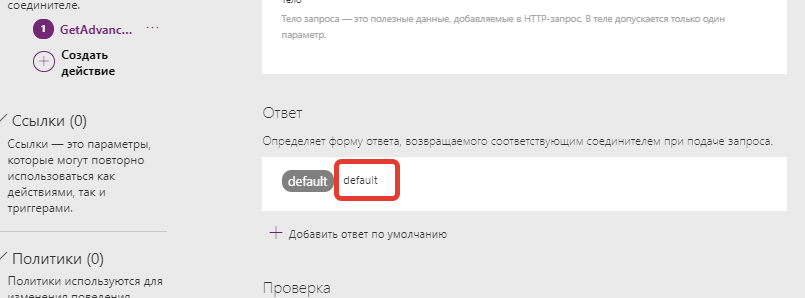 соединителе.
1 GetAdvanc... ...
Создать
действие
Ссылки (0)
Ссылки — это параметры,
которые могут повторно
использоваться как
действиями, так и
триггерами.
Политики (0)
Политики используются для
изменения поведения
Тело
Тело запроса — это полезные данные, добавляемые в HTTP-запрос. В теле допускается только один
параметр.
Ответ
Определяет форму ответа, возвращаемого соответствующим соединителем при подаче запроса.
default default
Добавить ответ по умолчанию
Проверка